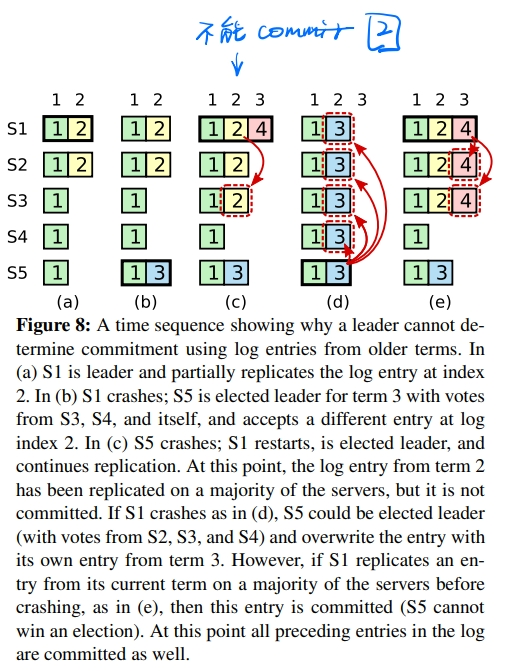 不能 commit 2
1 2
1 2
1 2 3
1 2 3
1 2 3
S1
1 2
1 2
1 2 4
1 3
1 2 4
S2
1 2
1 2
1 2
1 3
1 2 4
S3
1
1
1 2
1 3
1 2 4
S4
1
1
1
1 3
1
S5
1
1 3
1 3
1 3
1 3
(a)
(b)
(c)
(d)
(e)
Figure 8: A time sequence showing why a leader cannot de-
termine commitment using log entries from older terms. In
(a) S1 is leader and partially replicates the log entry at index
2. In (b) S1 crashes; S5 is elected leader for term 3 with votes
from S3, S4, and itself, and accepts a different entry at log
index 2. In (c) S5 crashes; S1 restarts, is elected leader, and
continues replication. At this point, the log entry from term 2
has been replicated on a majority of the servers, but it is not
committed. If S1 crashes as in (d), S5 could be elected leader
(with votes from S2, S3, and S4) and overwrite the entry with
its own entry from term 3. However, if S1 replicates an en-
try from its current term on a majority of the servers before
crashing, as in (e), then this entry is committed (S5 cannot
win an election). At this point all preceding entries in the log
are committed as well.